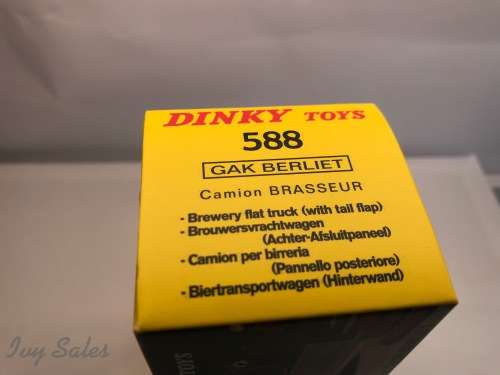 DINKY TOYS
588
GAK BERLIET
Camion BRASSEUR
- Brewery flat truck (with tail flap)
- Brouwersvrachtwagen
(Achter-Afsluitpaneel)
- Camion per birreria
(Pannello posteriore)
- Biertransportwagen (Hinterwand)
TOYS
Ivy Sales